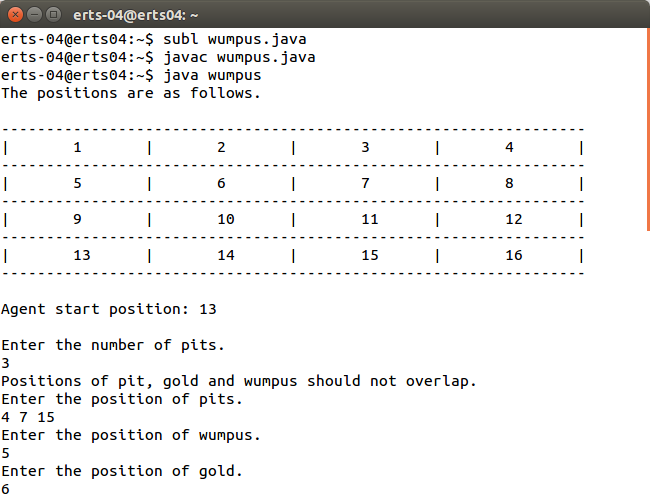 erts-04@erts04: ~
erts-04@erts04:~$ subl wumpus.java
erts-04@erts04:~$ javac wumpus.java
erts-04@erts04:~$ java wumpus
The positions are as follows.
-----------------------------------------------------------------
|       1       |       2       |       3       |       4       |
-----------------------------------------------------------------
|       5       |       6       |       7       |       8       |
-----------------------------------------------------------------
|       9       |       10      |       11      |       12      |
-----------------------------------------------------------------
|       13      |       14      |       15      |       16      |
-----------------------------------------------------------------
Agent start position: 13
Enter the number of pits.
3
Positions of pit, gold and wumpus should not overlap.
Enter the position of pits.
4 7 15
Enter the position of wumpus.
5
Enter the position of gold.
6